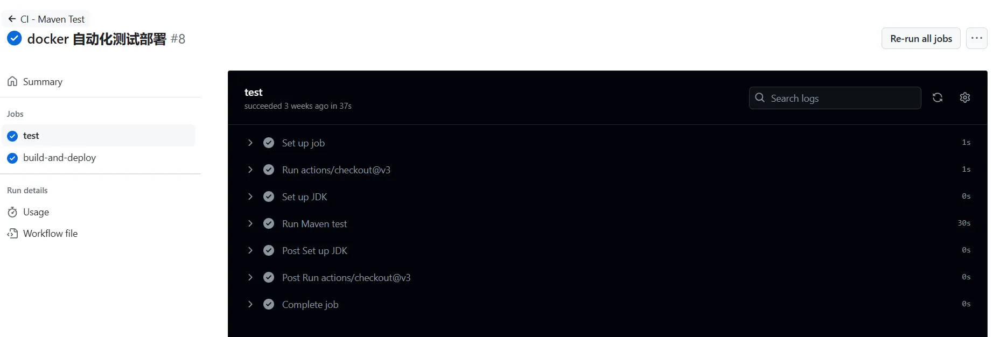 CI - Maven Test
docker 自动化测试部署 #8
Re-run all jobs
Summary
Jobs
test
build-and-deploy
Run details
Usage
Workflow file
test
succeeded 3 weeks ago in 37s
Search logs
Set up job 1s
Run actions/checkout@v3 1s
Set up JDK 0s
Run Maven test 30s
Post Set up JDK 0s
Post Run actions/checkout@v3 0s
Complete job 0s